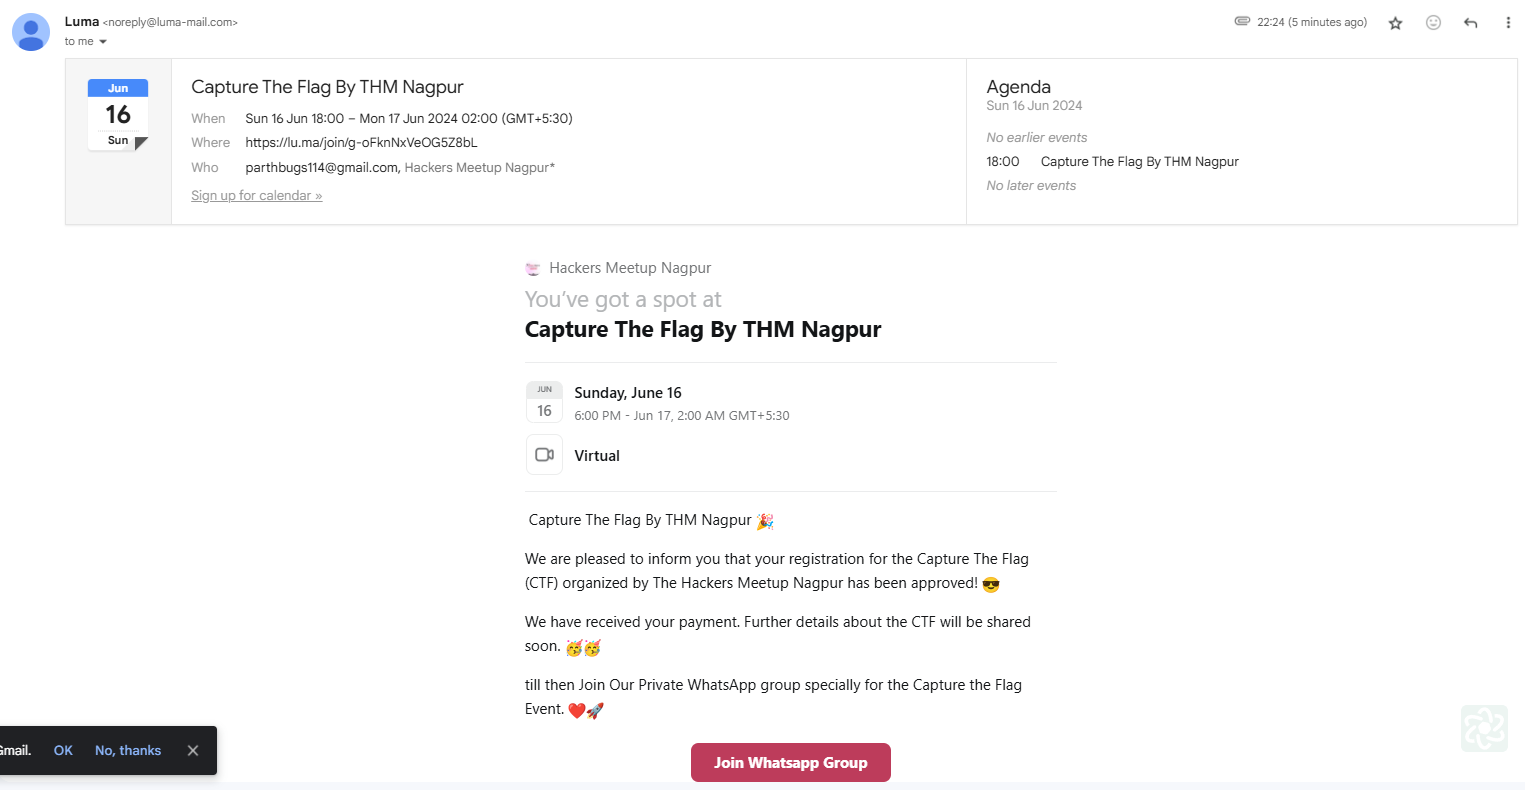 Luma <noreply@luma-mail.com>
to me
22:24 (5 minutes ago)
Jun
16
Sun
Capture The Flag By THM Nagpur
When Sun 16 Jun 18:00 – Mon 17 Jun 2024 02:00 (GMT+5:30)
Where https://lu.ma/join/g-oFknNxVeOG5Z8bL
Who parthbugs114@gmail.com, Hackers Meetup Nagpur*
Sign up for calendar »
Agenda
Sun 16 Jun 2024
No earlier events
18:00 Capture The Flag By THM Nagpur
No later events
Hackers Meetup Nagpur
You've got a spot at
Capture The Flag By THM Nagpur
JUN
16
Sunday, June 16
6:00 PM - Jun 17, 2:00 AM GMT+5:30
Virtual
Capture The Flag By THM Nagpur 🎉
We are pleased to inform you that your registration for the Capture The Flag
(CTF) organized by The Hackers Meetup Nagpur has been approved! 😎
We have received your payment. Further details about the CTF will be shared
soon. 🥳🥳
till then Join Our Private WhatsApp group specially for the Capture the Flag
Event. ❤️🚀
Join Whatsapp Group
Gmail. OK No, thanks